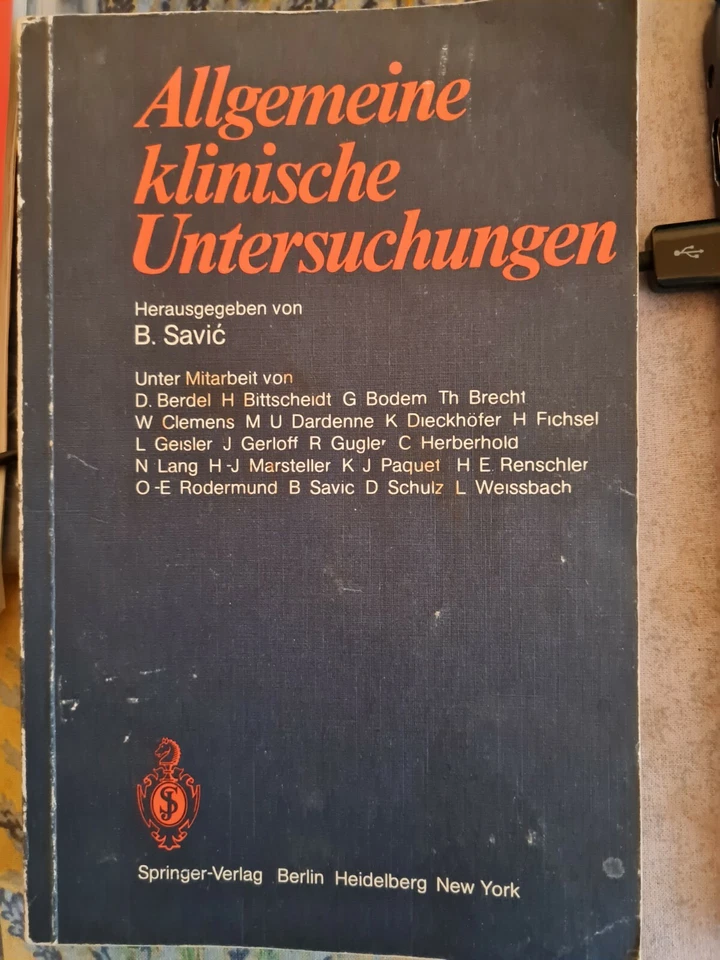 Allgemeine
klinische
Untersuchungen
Herausgegeben von
B. Savić
Unter Mitarbeit von
D. Berdel H Bittscheidt G Bodem Th Brecht
W Clemens M U Dardenne K Dieckhöfer H Fichsel
L Geisler J Gerloff R Gugler C Herberhold
N Lang H-J Marsteller K J Paquet H E Renschler
O-E Rodermund B Savic D Schulz L Weissbach
SJ
Springer-Verlag Berlin Heidelberg New York